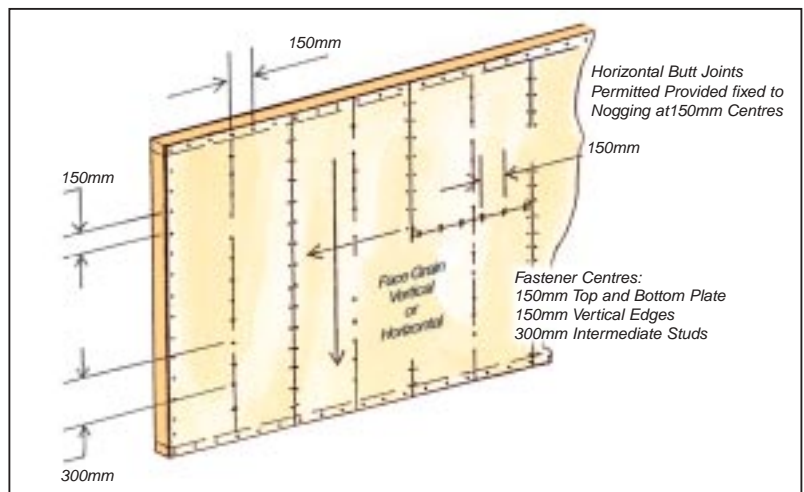 150mm
Horizontal Butt Joints
Permitted Provided fixed to
Nogging at150mm Centres
150mm
150mm
Face Grain
Vertical
or
Horizontal
Fastener Centres:
150mm Top and Bottom Plate
150mm Vertical Edges
300mm Intermediate Studs
300mm